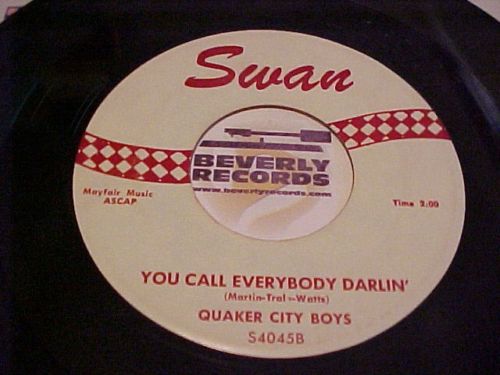 Swan
BEVERLY
RECORDS
www.beverlyrecords.com
Mayfair Music
ASCAP
Time 2:00
YOU CALL EVERYBODY DARLIN'
(Martin-Tral--Watts)
QUAKER CITY BOYS
S4045B